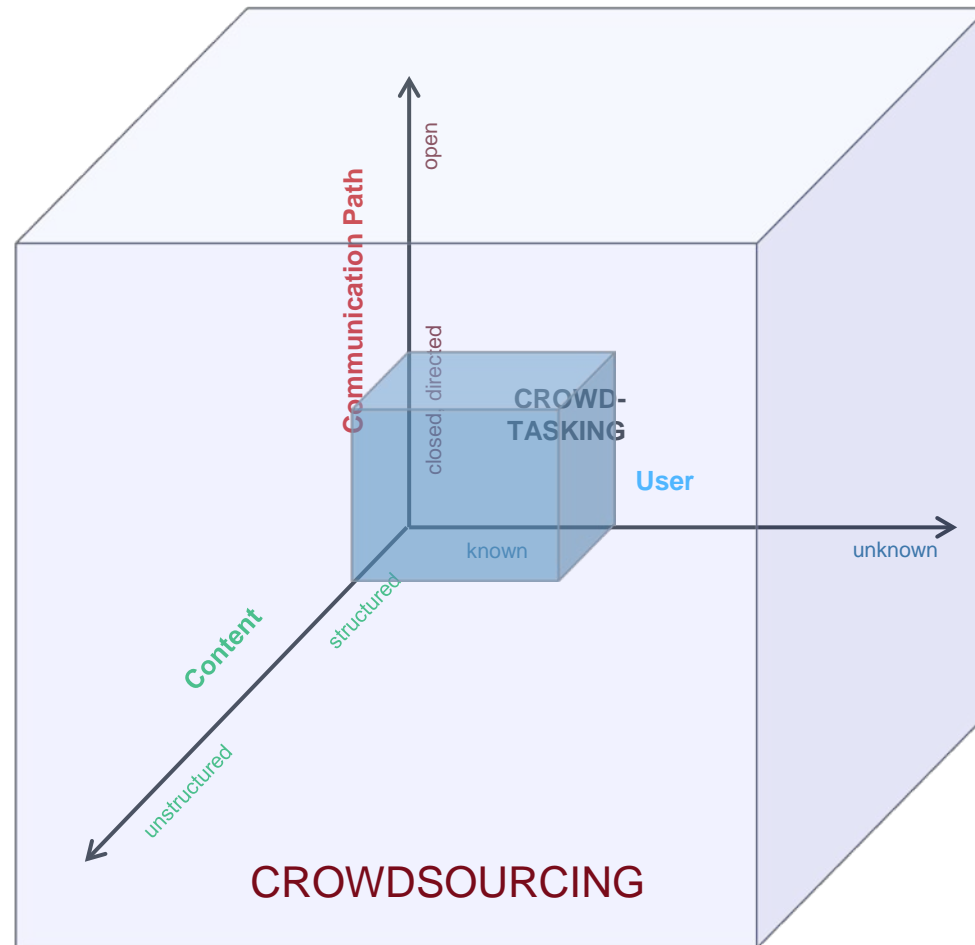 open
Communication Path
closed, directed
CROWD-
TASKING
User
known
unknown
structured
Content
unstructured
CROWDSOURCING